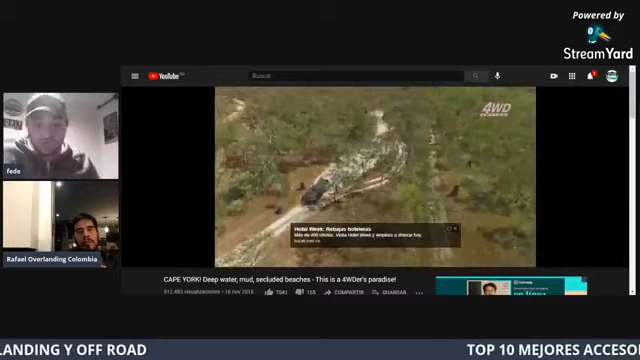 Powered by
StreamYard
YouTube
Buscar
4WD
fede
Hotel Week: Rebajas hoteleras
Rafael Overlanding Colombia
CAPE YORK! Deep water, mud, secluded beaches - This is a 4WDer's paradise!
912.483 visualizaciones • 16 nov 2018
7541
155
COMPARTIR
GUARDAR
LANDING Y OFF ROAD
TOP 10 MEJORES ACCESO